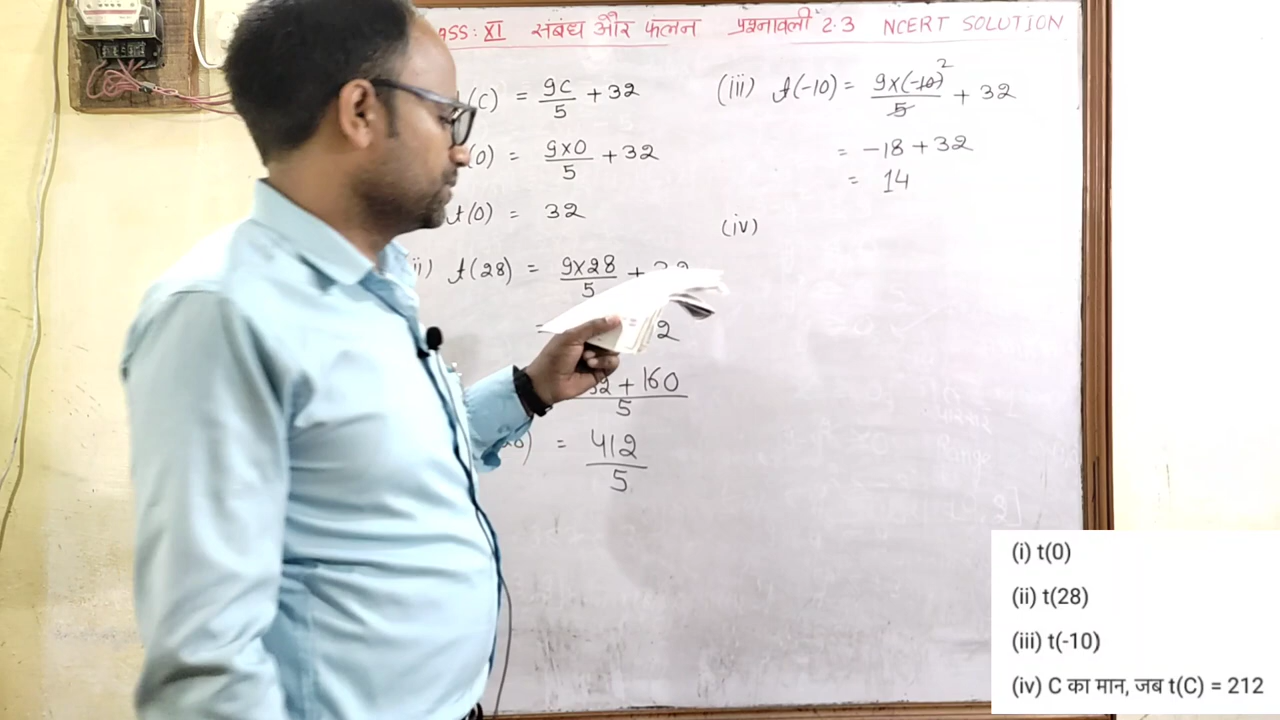 ASS: XI संबंध और फलन प्रश्नावली 2.3 NCERT SOLUTION
(C) = 9C/5 + 32
(0) = 9×0/5 + 32
t(0) = 32
ii) t(28) = 9×28/5 +
2
52 + 160/5
= 412/5
(iii) t(-10) = 9×(-10)²/5 + 32
= -18 + 32
= 14
(iv)
(i) t(0)
(ii) t(28)
(iii) t(-10)
(iv) C का मान, जब t(C) = 212